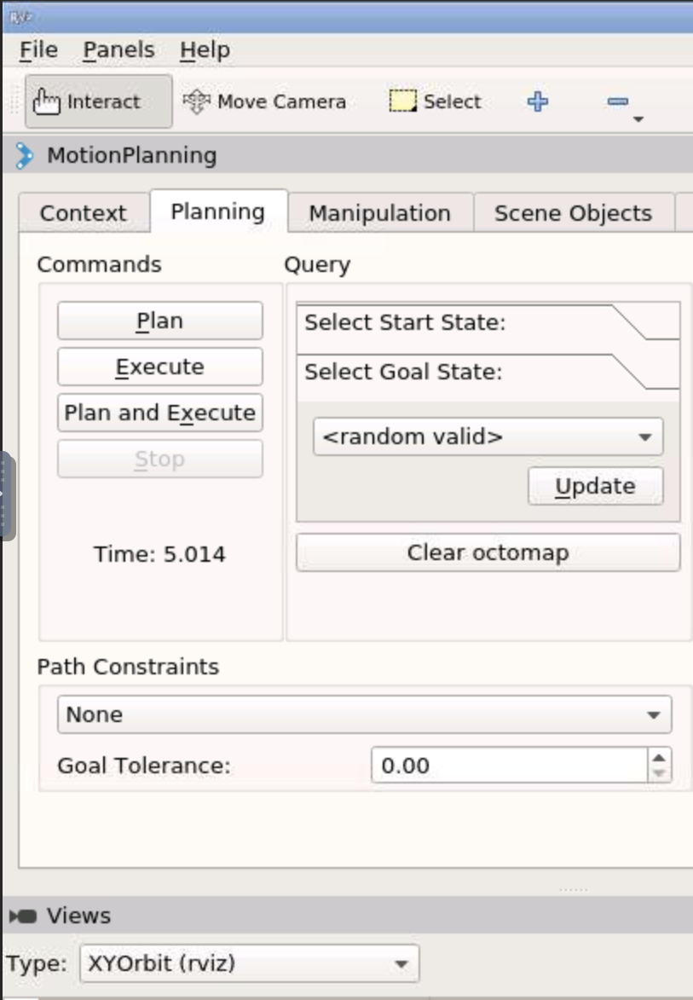 File Panels Help
Interact Move Camera Select
MotionPlanning
Context Planning Manipulation Scene Objects
Commands Query
Plan
Execute
Plan and Execute
Stop
Time: 5.014
Select Start State:
Select Goal State:
<random valid>
Update
Clear octomap
Path Constraints
None
Goal Tolerance: 0.00
Views
Type: XYOrbit (rviz)